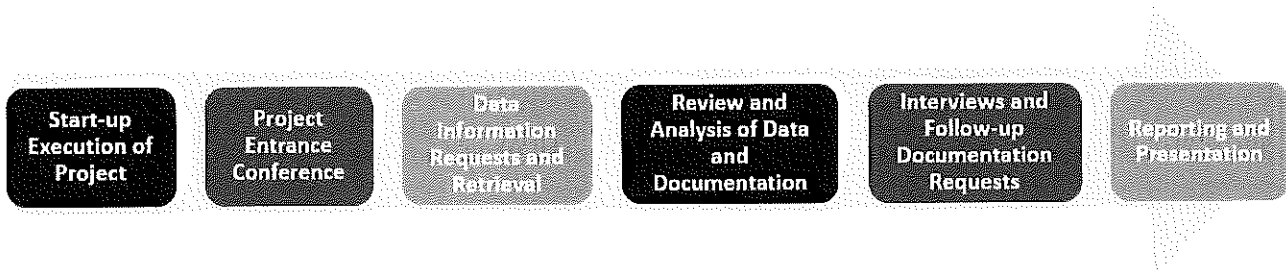 Start-up
Execution of
Project
Project
Entrance
Conference
Data
Information
Requests and
Retrieval
Review and
Analysis of Data
and
Documentation
Interviews and
Follow-up
Documentation
Requests
Reporting and
Presentation